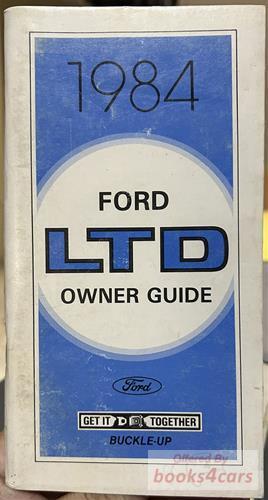 1984
FORD
LTD
OWNER GUIDE
Ford
GET IT TOGETHER
BUCKLE-UP
Offered By
books4cars